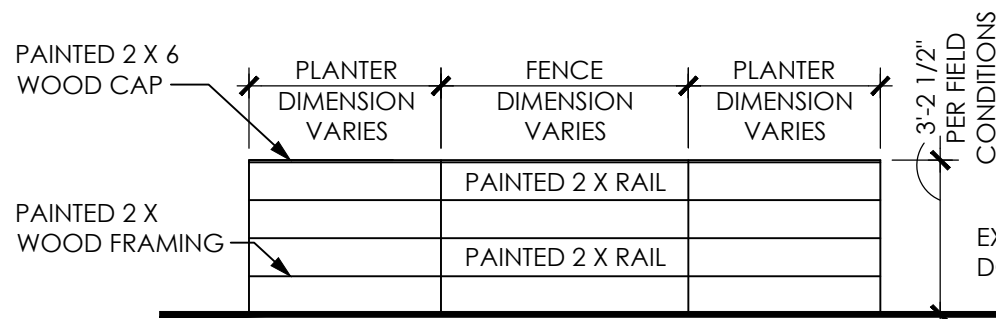 PAINTED 2 X 6
WOOD CAP
PLANTER
DIMENSION
VARIES
FENCE
DIMENSION
VARIES
PLANTER
DIMENSION
VARIES
3'-2 1/2"
PER FIELD
CONDITIONS
PAINTED 2 X RAIL
PAINTED 2 X
WOOD FRAMING
PAINTED 2 X RAIL